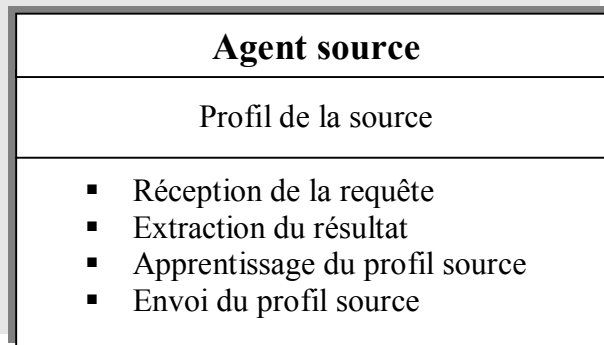 Agent source
Profil de la source
▪ Réception de la requête
▪ Extraction du résultat
▪ Apprentissage du profil source
▪ Envoi du profil source